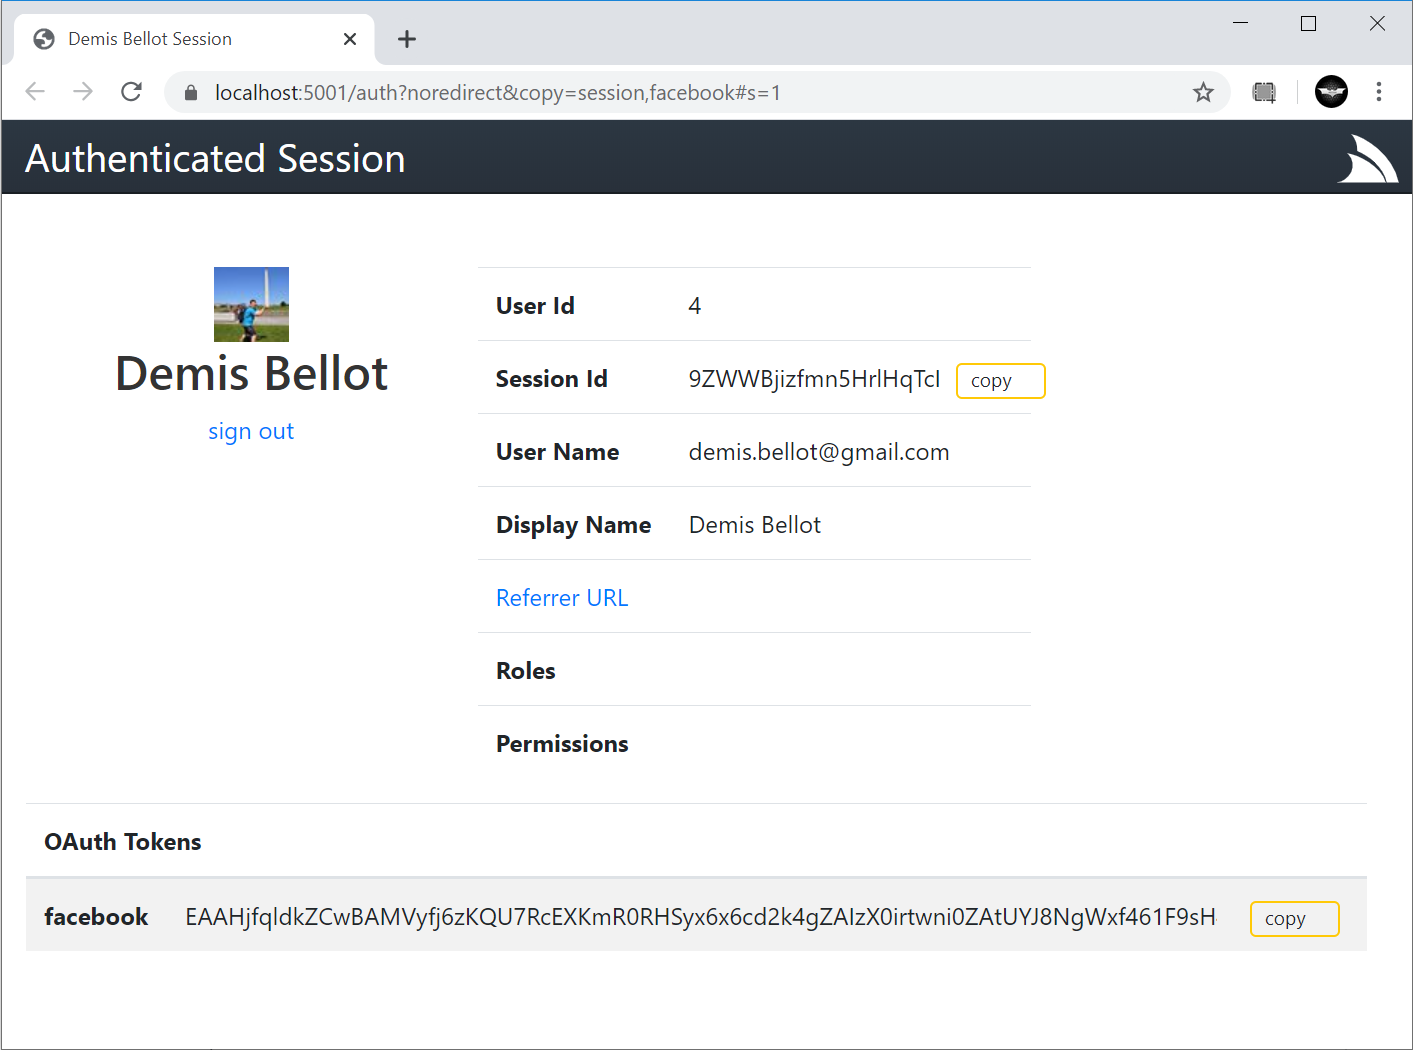 Demis Bellot Session
localhost:5001/auth?noredirect&copy=session,facebook#s=1
Authenticated Session
Demis Bellot
sign out
User Id 4
Session Id 9ZWWBjizfmn5HrlHqTcl copy
User Name demis.bellot@gmail.com
Display Name Demis Bellot
Referrer URL
Roles
Permissions
OAuth Tokens
facebook EAAHjfqldkZCwBAMVyfj6zKQU7RcEXKmR0RHSyx6x6cd2k4gZAIzX0irtwni0ZAtUYJ8NgWxf461F9sH copy